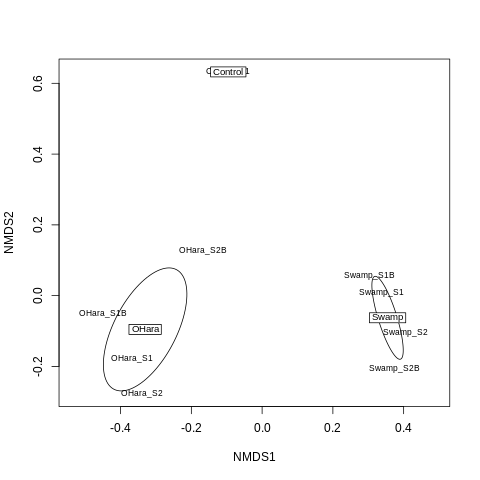 Control
OHara_S2B
Swamp_S1B
Swamp_S1
OHara_S1B
Swamp
OHara
Swamp_S2
OHara_S1
Swamp_S2B
OHara_S2
0.6
0.4
0.2
0.0
-0.2
NMDS2
-0.4 -0.2 0.0 0.2 0.4
NMDS1